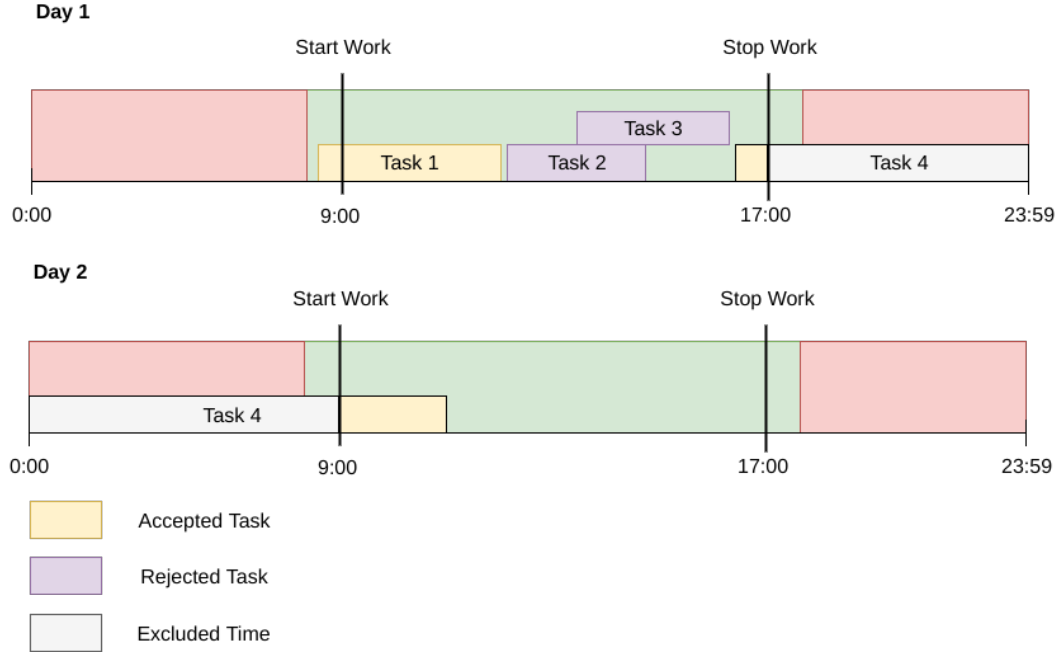 Day 1
Start Work
Stop Work
Task 3
Task 1
Task 2
Task 4
0:00
9:00
17:00
23:59
Day 2
Start Work
Stop Work
Task 4
0:00
9:00
17:00
23:59
Accepted Task
Rejected Task
Excluded Time